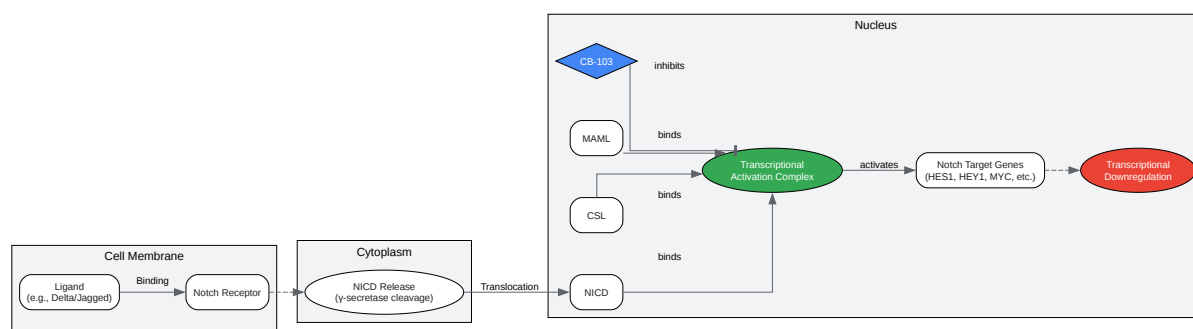 Nucleus
CB-103
inhibits
MAML
binds
Transcriptional
Activation Complex
activates
Notch Target Genes
(HES1, HEY1, MYC, etc.)
Transcriptional
Downregulation
binds
CSL
Cell Membrane
Cytoplasm
binds
Ligand
(e.g., Delta/Jagged)
Binding
Notch Receptor
NICD Release
(γ-secretase cleavage)
Translocation
NICD